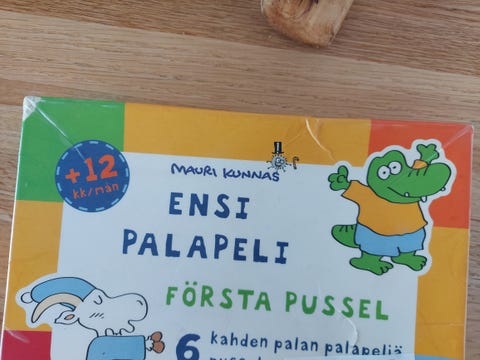 +12
kk/mån
MAURI KUNNAS
ENSI
PALAPELI
FÖRSTA PUSSEL
6 kahden palan palapeliä